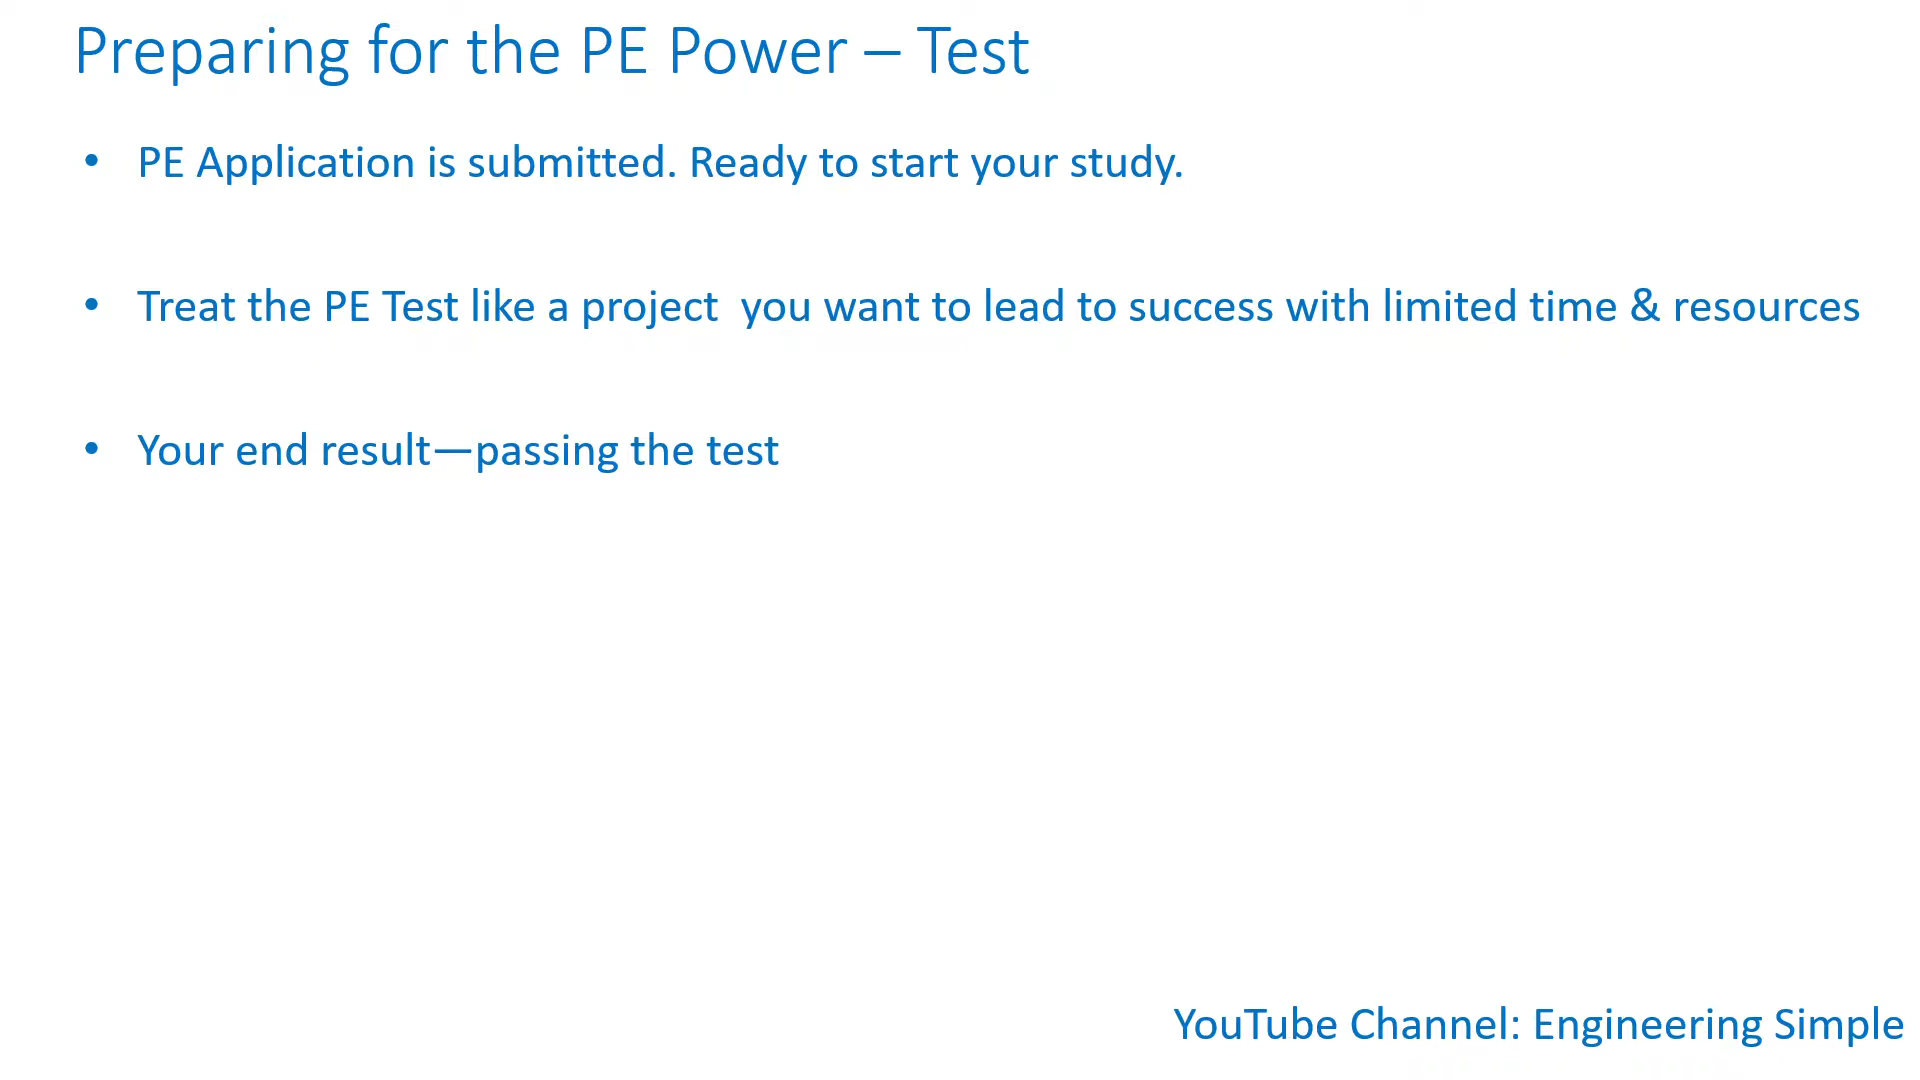 Preparing for the PE Power – Test
• PE Application is submitted. Ready to start your study.
• Treat the PE Test like a project  you want to lead to success with limited time & resources
• Your end result—passing the test
YouTube Channel: Engineering Simple